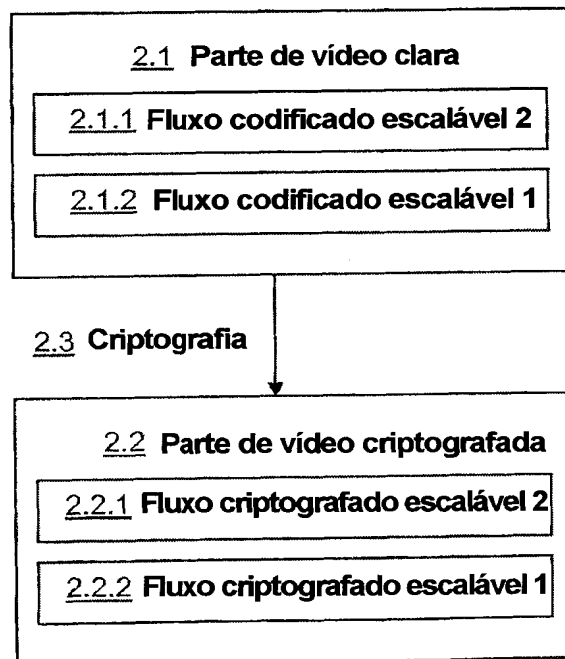 2.1 Parte de vídeo clara
2.1.1 Fluxo codificado escalável 2
2.1.2 Fluxo codificado escalável 1
2.3 Criptografia
2.2 Parte de vídeo criptografada
2.2.1 Fluxo criptografado escalável 2
2.2.2 Fluxo criptografado escalável 1